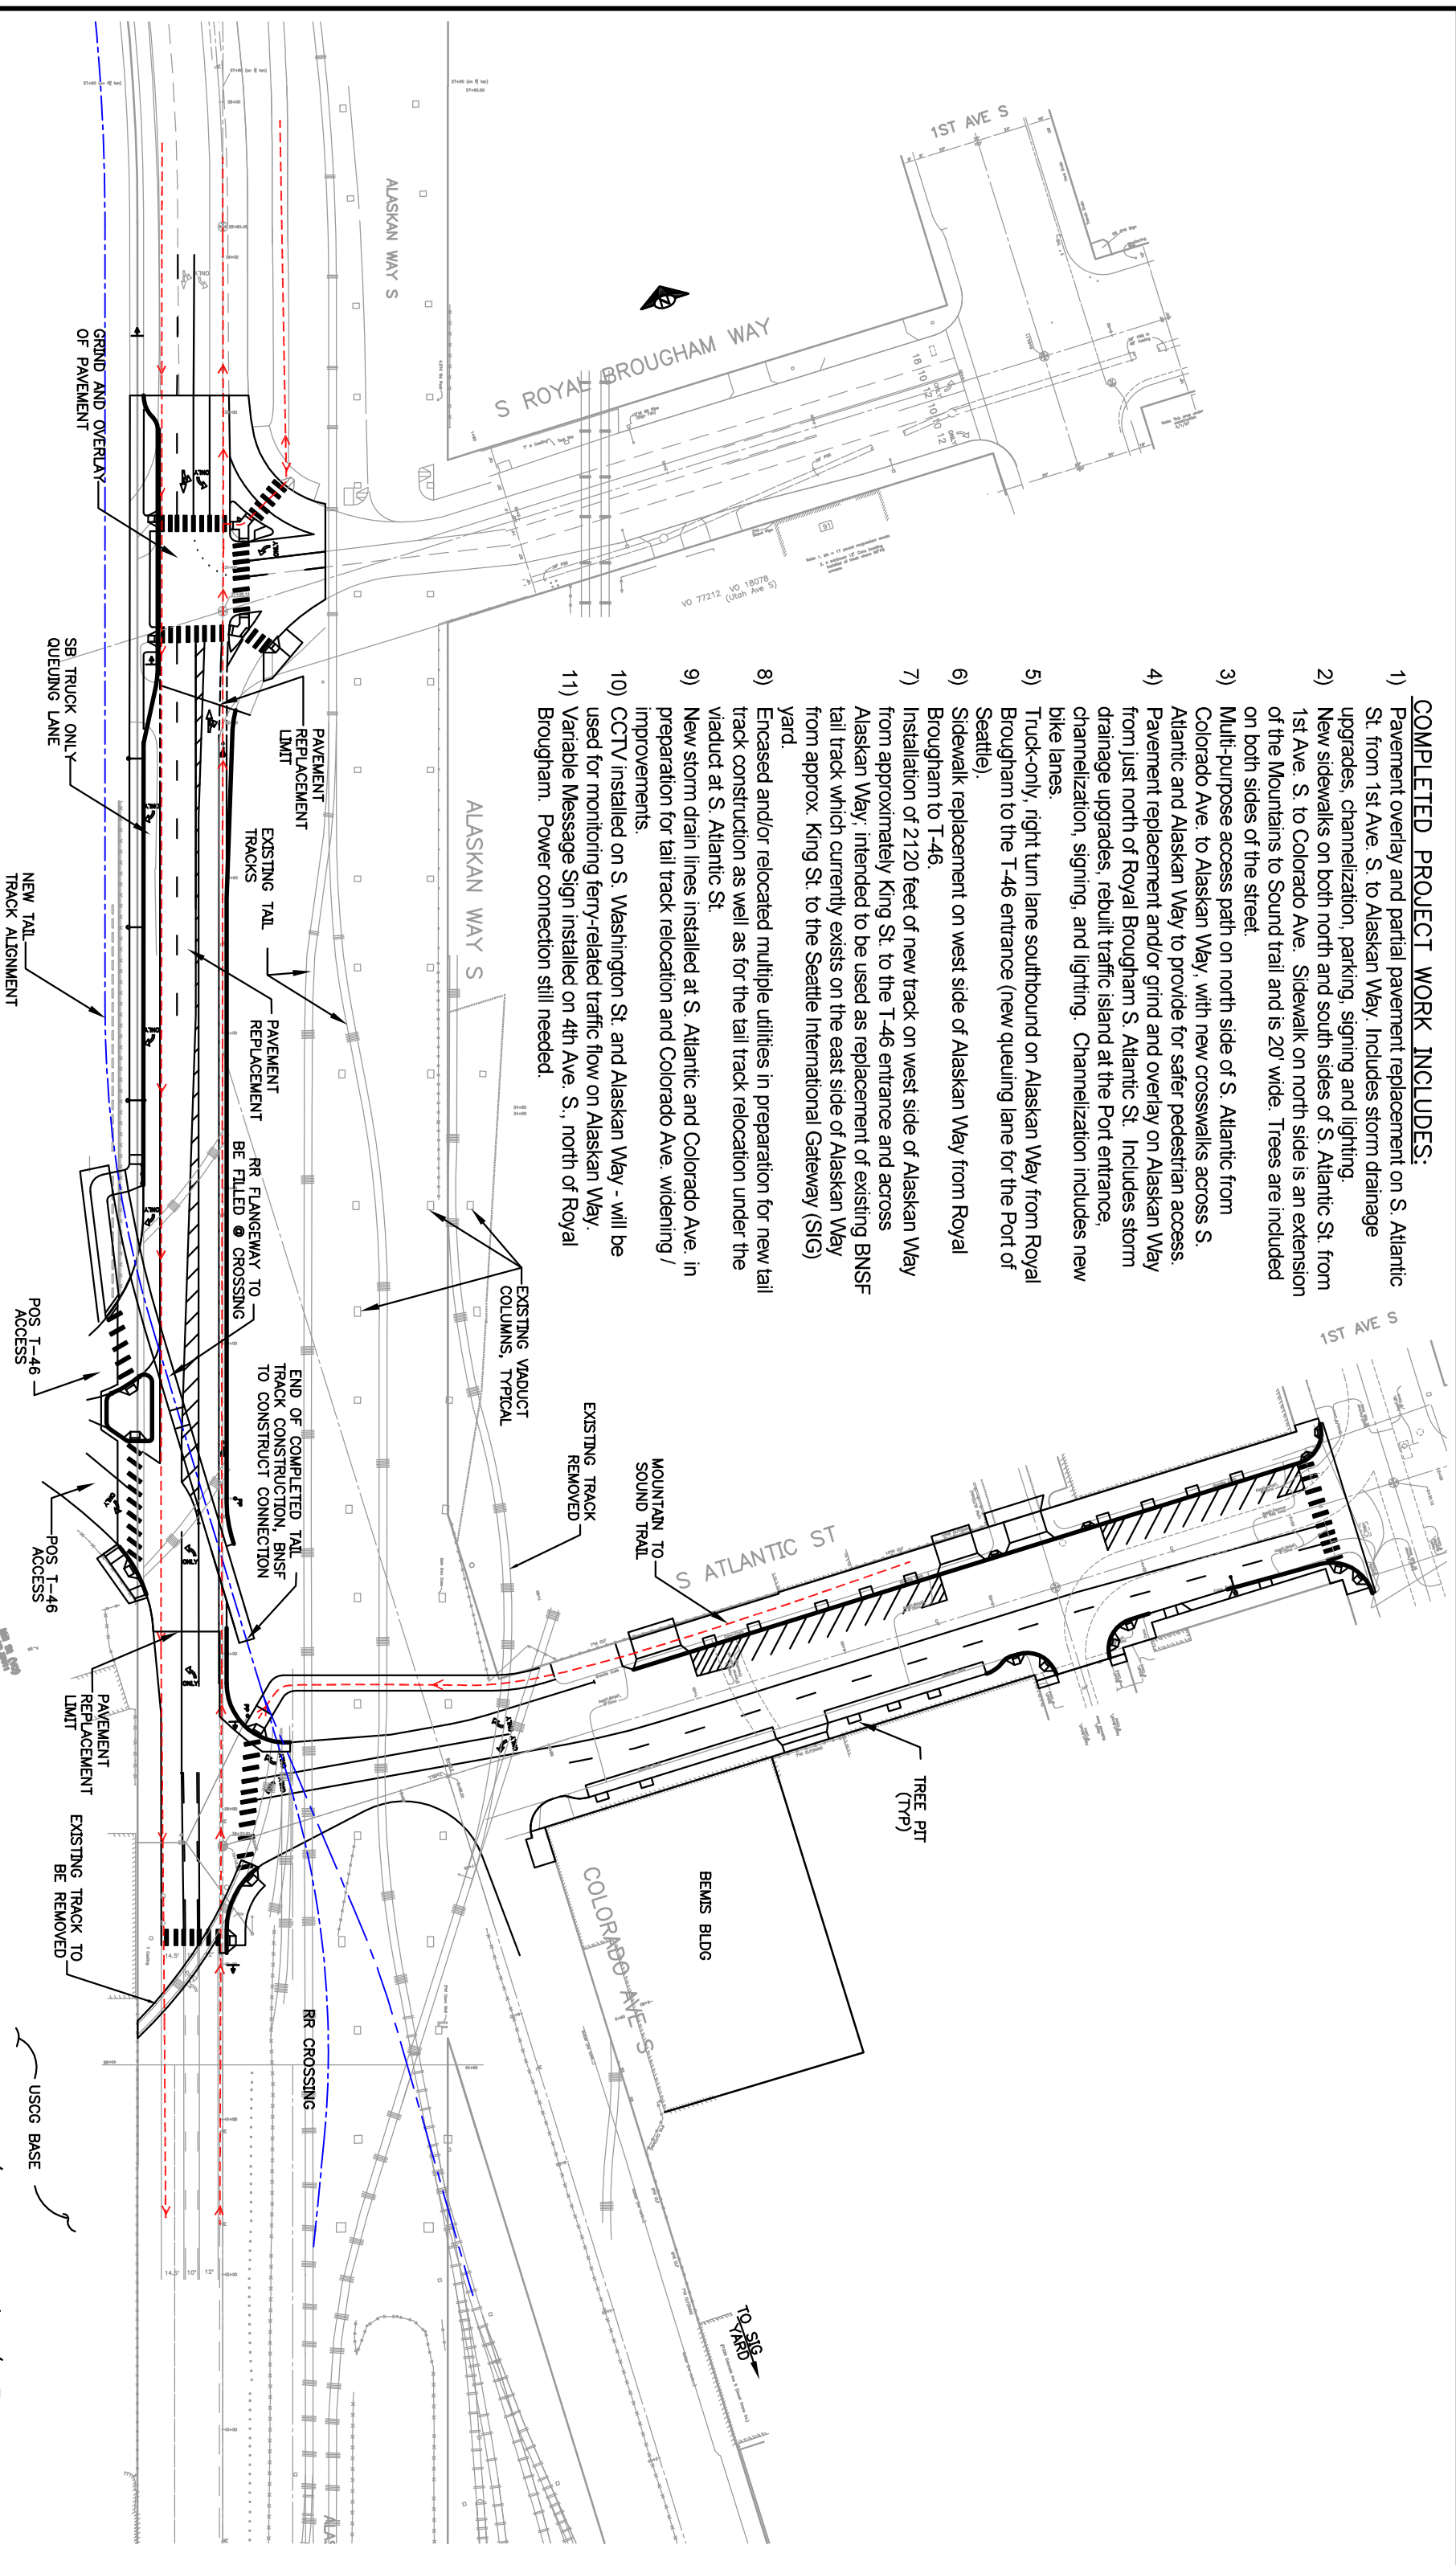 COMPLETED PROJECT WORK INCLUDES:
1) Pavement overlay and partial pavement replacement on S. Atlantic
St. from 1st Ave. S. to Alaskan Way. Includes storm drainage
upgrades, channelization, parking, signing and lighting.
2) New sidewalks on both north and south sides of S. Atlantic St. from
1st Ave. S. to Colorado Ave. Sidewalk on north side is an extension
of the Mountains to Sound trail and is 20' wide. Trees are included
on both sides of the street.
3) Multi-purpose access path on north side of S. Atlantic from
Colorado Ave. to Alaskan Way, with new crosswalks across S.
Atlantic and Alaskan Way to provide for safer pedestrian access.
4) Pavement replacement and/or grind and overlay on Alaskan Way
from just north of Royal Brougham S. Atlantic St. Includes storm
drainage upgrades, rebuilt traffic island at the Port entrance,
channelization, signing, and lighting. Channelization includes new
bike lanes.
5) Truck-only, right turn lane southbound on Alaskan Way from Royal
Brougham to the T-46 entrance (new queuing lane for the Port of
Seattle).
6) Sidewalk replacement on west side of Alaskan Way from Royal
Brougham to T-46.
7) Installation of 2120 feet of new track on west side of Alaskan Way
from approximately King St. to the T-46 entrance and across
Alaskan Way; intended to be used as replacement of existing BNSF
tail track which currently exists on the east side of Alaskan Way
from approx. King St. to the Seattle International Gateway (SIG)
yard.
8) Encased and/or relocated multiple utilities in preparation for new tail
track construction as well as for the tail track relocation under the
viaduct at S. Atlantic St.
9) New storm drain lines installed at S. Atlantic and Colorado Ave. in
preparation for tail track relocation and Colorado Ave. widening /
improvements.
10) CCTV installed on S. Washington St. and Alaskan Way - will be
used for monitoring ferry-related traffic flow on Alaskan Way.
11) Variable Message Sign installed on 4th Ave. S., north of Royal
Brougham. Power connection still needed.
1ST AVE S
S ROYAL BROUGHAM WAY
ALASKAN WAY S
VO 77212 VO 18078
(Utah Ave S)
ALASKAN WAY S
1ST AVE S
S ATLANTIC ST
MOUNTAIN TO
SOUND TRAIL
TREE PIT
(TYP)
BEMIS BLDG
COLORADO AVE S
TO SIG
YARD
EXISTING VIADUCT
COLUMNS, TYPICAL
EXISTING TRACK
REMOVED
PAVEMENT
REPLACEMENT
LIMIT
EXISTING TAIL
TRACKS
PAVEMENT
REPLACEMENT
RR FLANGEWAY TO
BE FILLED @ CROSSING
END OF COMPLETED TAIL
TRACK CONSTRUCTION, BNSF
TO CONSTRUCT CONNECTION
RR CROSSING
GRIND AND OVERLAY
OF PAVEMENT
SB TRUCK ONLY
QUEUING LANE
NEW TAIL
TRACK ALIGNMENT
POS T-46
ACCESS
POS T-46
ACCESS
PAVEMENT
REPLACEMENT
LIMIT
EXISTING TRACK TO
BE REMOVED
USCG BASE
14.5' 10' 12'